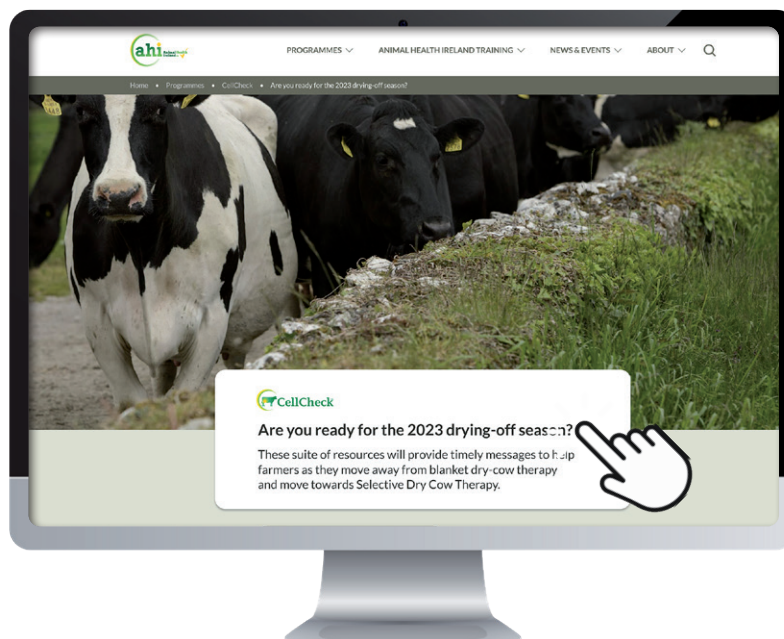 ahi Animal Health Ireland
PROGRAMMES ANIMAL HEALTH IRELAND TRAINING NEWS & EVENTS ABOUT
Home • Programmes • CellCheck • Are you ready for the 2023 drying-off season?
CellCheck
Are you ready for the 2023 drying-off season?
These suite of resources will provide timely messages to help
farmers as they move away from blanket dry-cow therapy
and move towards Selective Dry Cow Therapy.